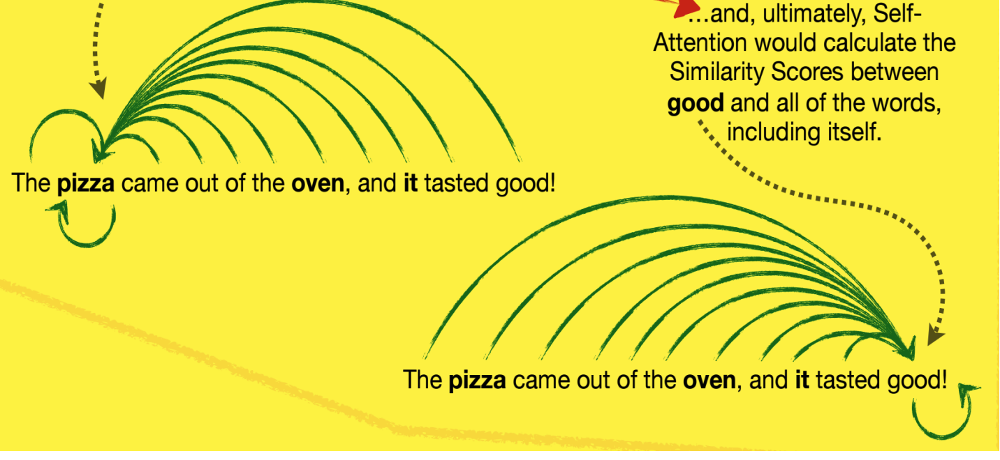 …and, ultimately, Self-
Attention would calculate the
Similarity Scores between
good and all of the words,
including itself.
The pizza came out of the oven, and it tasted good!
The pizza came out of the oven, and it tasted good!